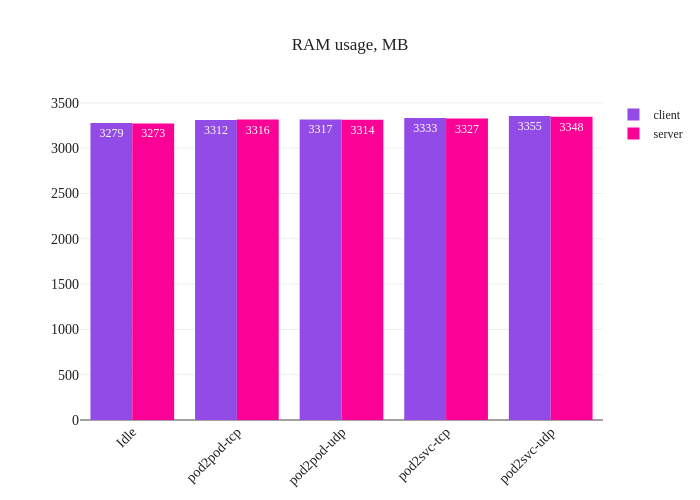 RAM usage, MB
3500
3000
2500
2000
1500
1000
500
0
3279
3273
3312
3316
3317
3314
3333
3327
3355
3348
Idle
pod2pod-tcp
pod2pod-udp
pod2svc-tcp
pod2svc-udp
client
server